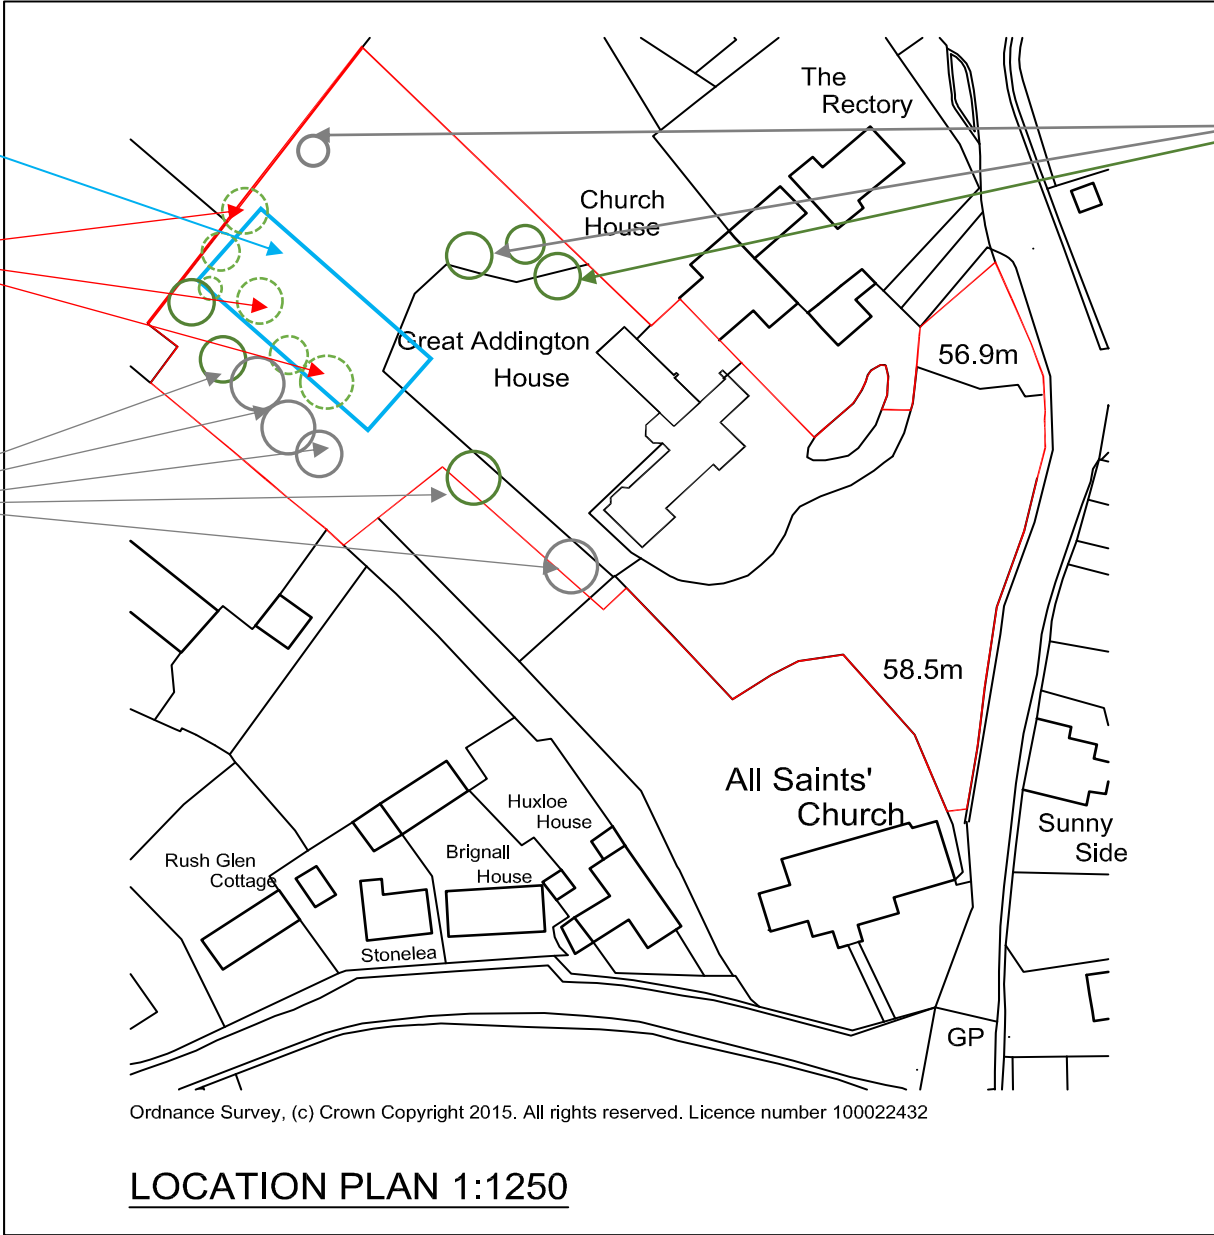 The
Rectory
Church
House
Great Addington
House
56.9m
58.5m
All Saints'
Church
Huxloe
House
Sunny
Side
Brignall
House
Rush Glen
Cottage
Stonelea
GP
Ordnance Survey, (c) Crown Copyright 2015. All rights reserved. Licence number 100022432
LOCATION PLAN 1:1250